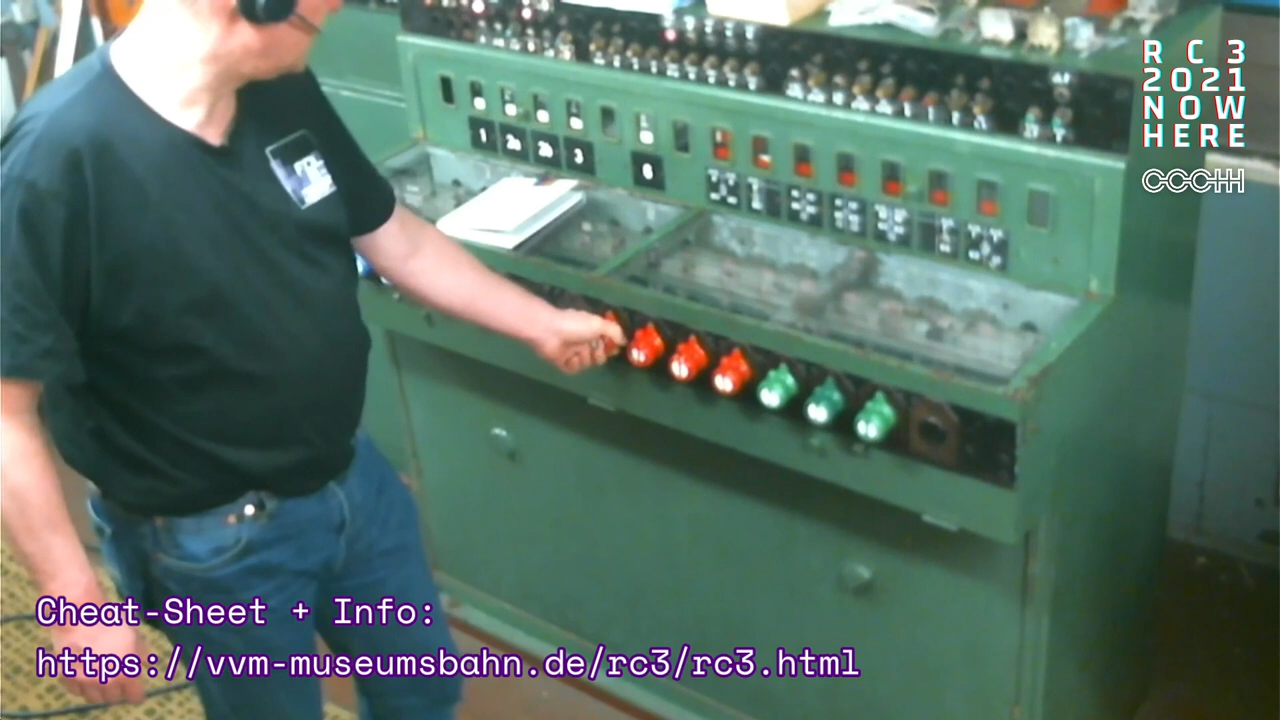 RC3
2021
NOW
HERE
CCCHH
1
2a
2b
3
6
Cheat-Sheet + Info:
https://vvm-museumsbahn.de/rc3/rc3.html